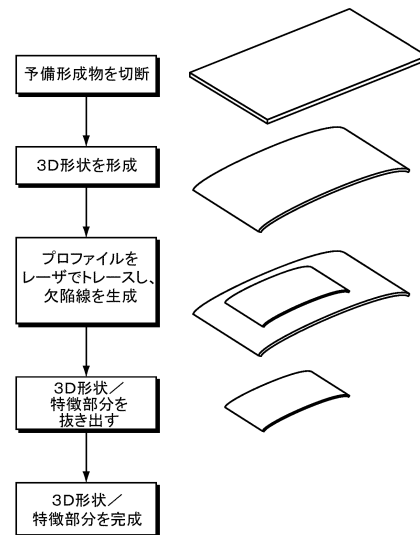 予備形成物を切断
3D形状を形成
プロファイルを
レーザでトレースし、
欠陥線を生成
3D形状／
特徴部分を
抜き出す
3D形状／
特徴部分を完成